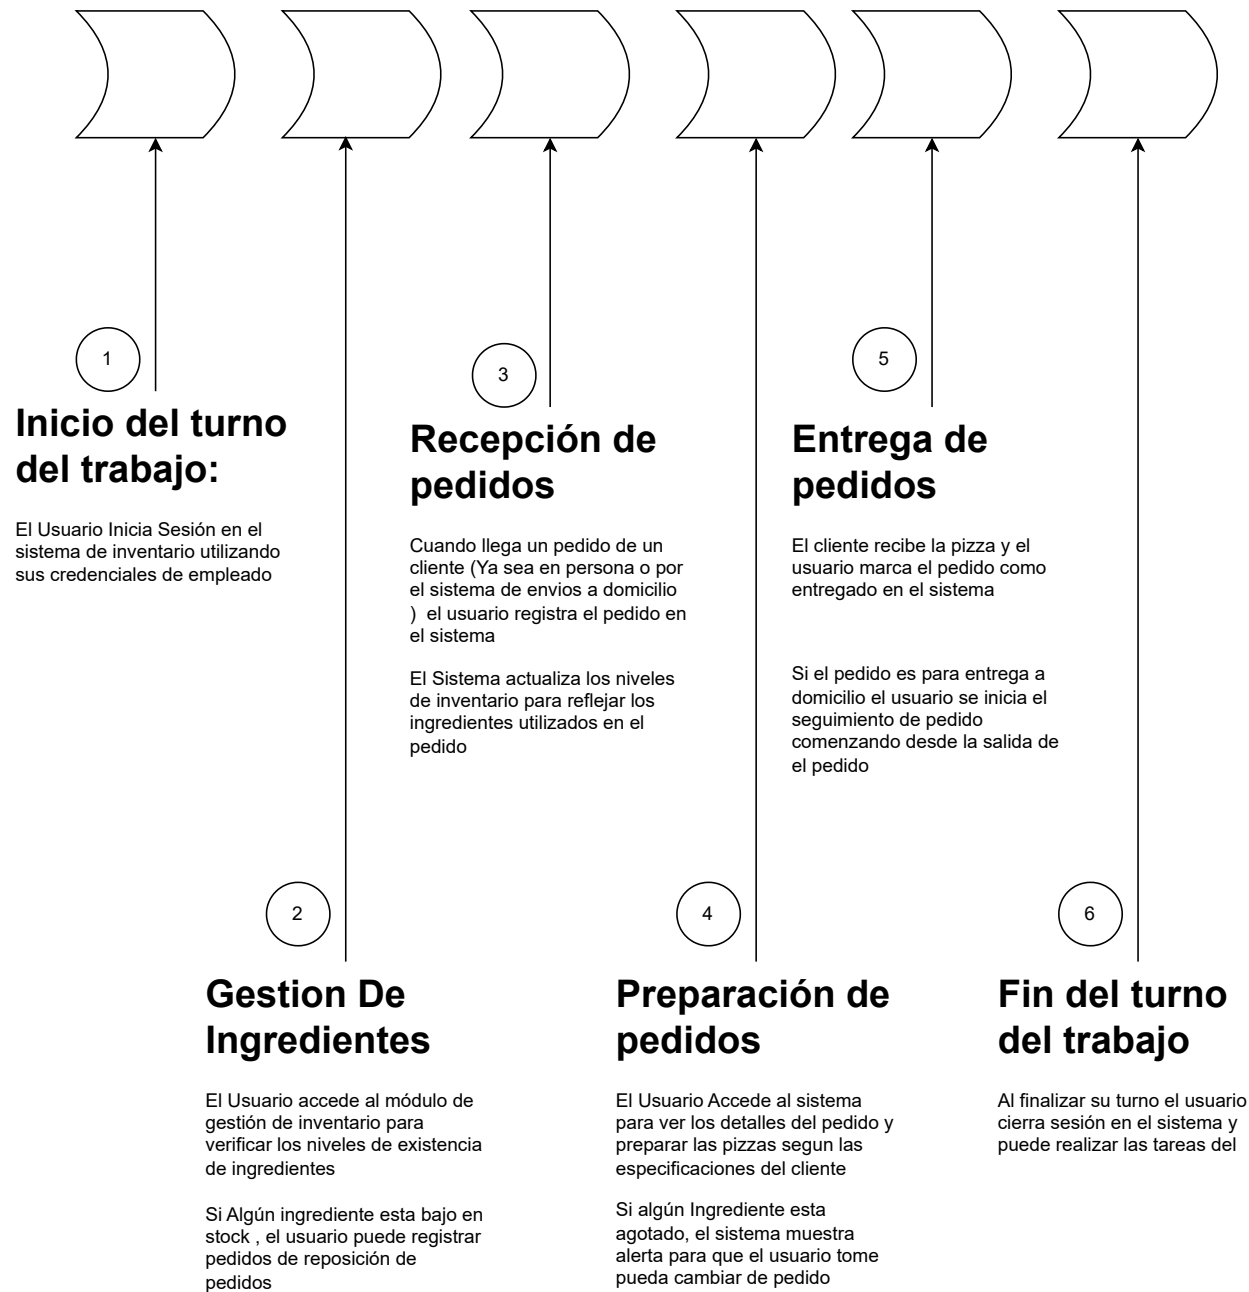 1
Inicio del turno
del trabajo:
El Usuario Inicia Sesión en el
sistema de inventario utilizando
sus credenciales de empleado
2
Gestion De
Ingredientes
El Usuario accede al módulo de
gestión de inventario para
verificar los niveles de existencia
de ingredientes
Si Algún ingrediente esta bajo en
stock , el usuario puede registrar
pedidos de reposición de
pedidos
3
Recepción de
pedidos
Cuando llega un pedido de un
cliente (Ya sea en persona o por
el sistema de envios a domicilio
) el usuario registra el pedido en
el sistema
El Sistema actualiza los niveles
de inventario para reflejar los
ingredientes utilizados en el
pedido
4
Preparación de
pedidos
El Usuario Accede al sistema
para ver los detalles del pedido y
preparar las pizzas segun las
especificaciones del cliente
Si algún Ingrediente esta
agotado, el sistema muestra
alerta para que el usuario tome
pueda cambiar de pedido
5
Entrega de
pedidos
El cliente recibe la pizza y el
usuario marca el pedido como
entregado en el sistema
Si el pedido es para entrega a
domicilio el usuario se inicia el
seguimiento de pedido
comenzando desde la salida de
el pedido
6
Fin del turno
del trabajo
Al finalizar su turno el usuario
cierra sesión en el sistema y
puede realizar las tareas del